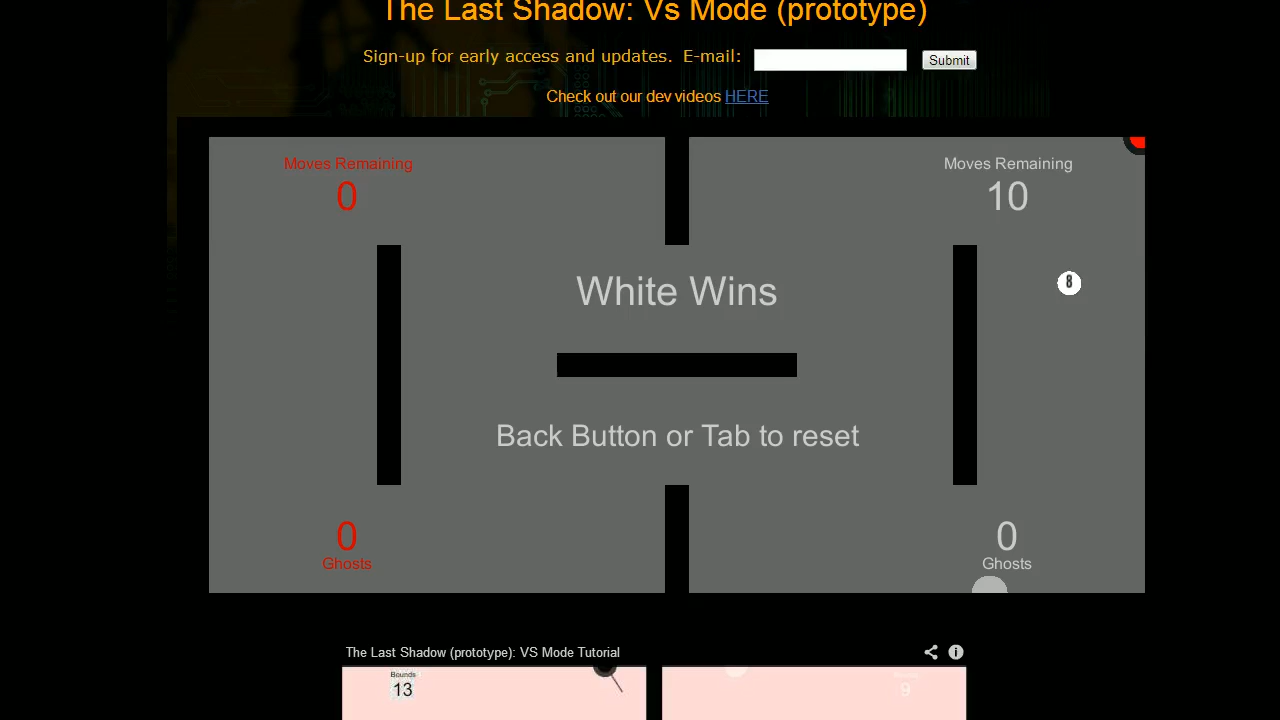 The Last Shadow: Vs Mode (prototype)
Sign-up for early access and updates. E-mail: Submit
Check out our dev videos HERE
Moves Remaining
0
Moves Remaining
10
8
White Wins
Back Button or Tab to reset
0
Ghosts
0
Ghosts
The Last Shadow (prototype): VS Mode Tutorial
Bounds
13
9